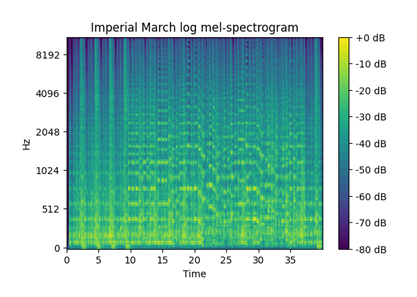 Imperial March log mel-spectrogram
8192
4096
2048
1024
512
0
Hz
0 5 10 15 20 25 30 35
Time
+0 dB
-10 dB
-20 dB
-30 dB
-40 dB
-50 dB
-60 dB
-70 dB
-80 dB